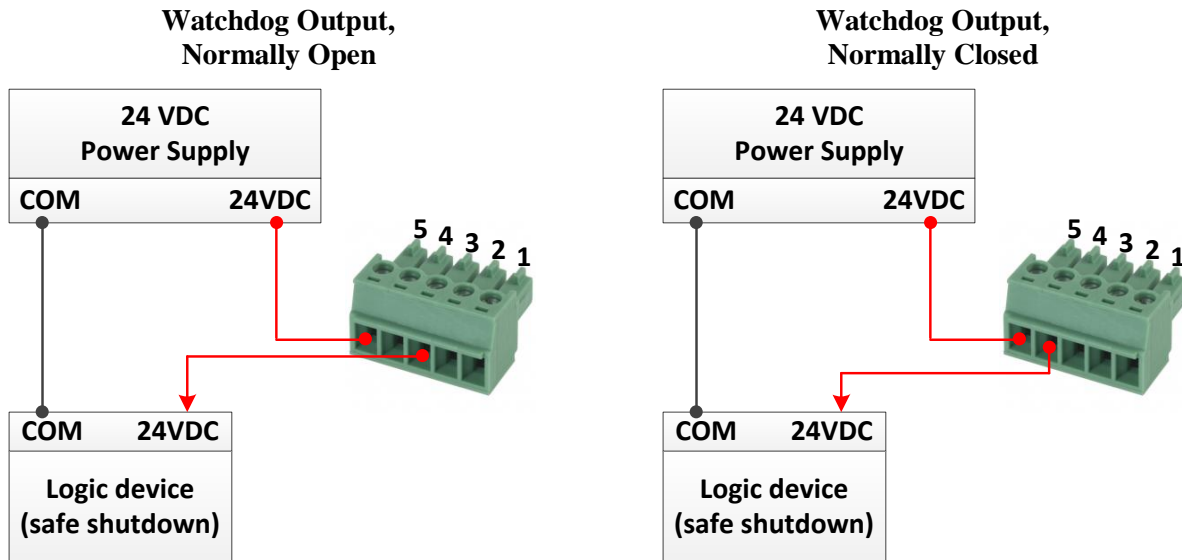 Watchdog Output,
Normally Open
24 VDC
Power Supply
COM 24VDC
5 4 3 2 1
COM 24VDC
Logic device
(safe shutdown)
Watchdog Output,
Normally Closed
24 VDC
Power Supply
COM 24VDC
5 4 3 2 1
COM 24VDC
Logic device
(safe shutdown)